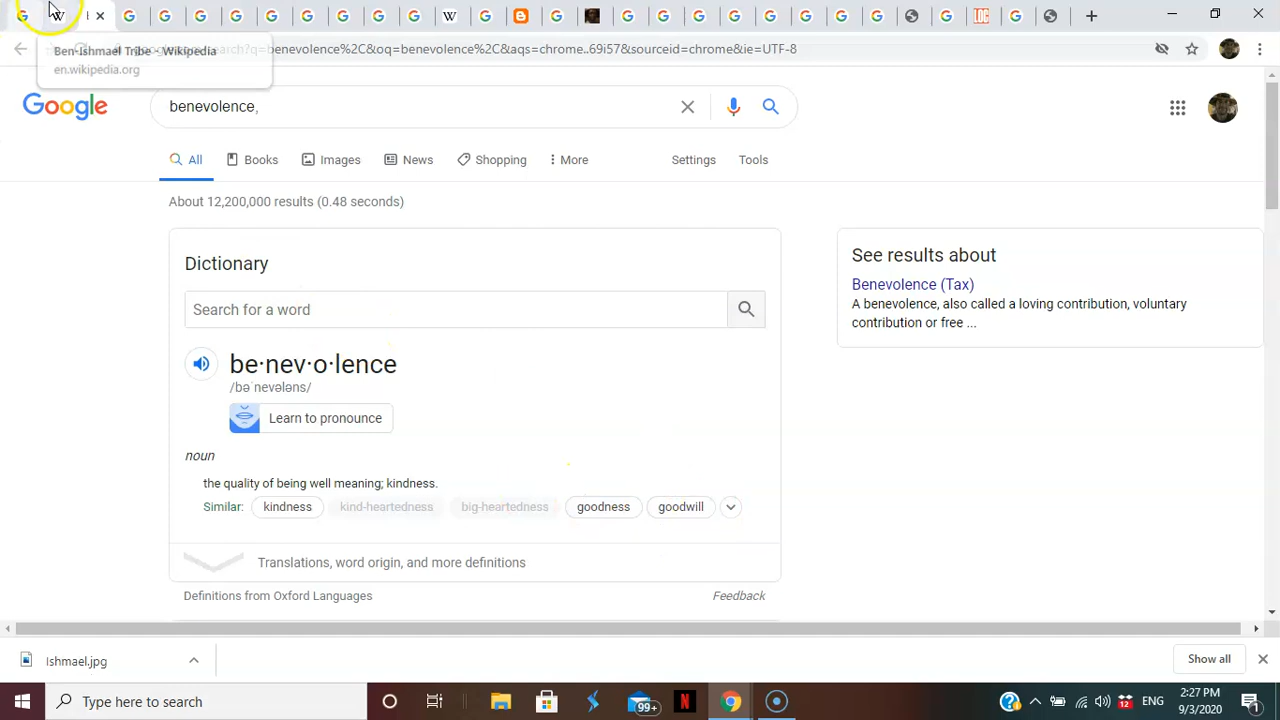 Ben-Ishmael Tribe - Wikipedia
en.wikipedia.org
search?q=benevolence%2C&oq=benevolence%2C&aqs=chrome..69i57&sourceid=chrome&ie=UTF-8
Google
benevolence,
All Books Images News Shopping More Settings Tools
About 12,200,000 results (0.48 seconds)
Dictionary
Search for a word
be·nev·o·lence
/bəˈnevələns/
Learn to pronounce
noun
the quality of being well meaning; kindness.
Similar: kindness kind-heartedness big-heartedness goodness goodwill
Translations, word origin, and more definitions
Definitions from Oxford Languages Feedback
See results about
Benevolence (Tax)
A benevolence, also called a loving contribution, voluntary
contribution or free ...
Ishmael.jpg Show all
Type here to search 99+ ENG 12
2:27 PM
9/3/2020